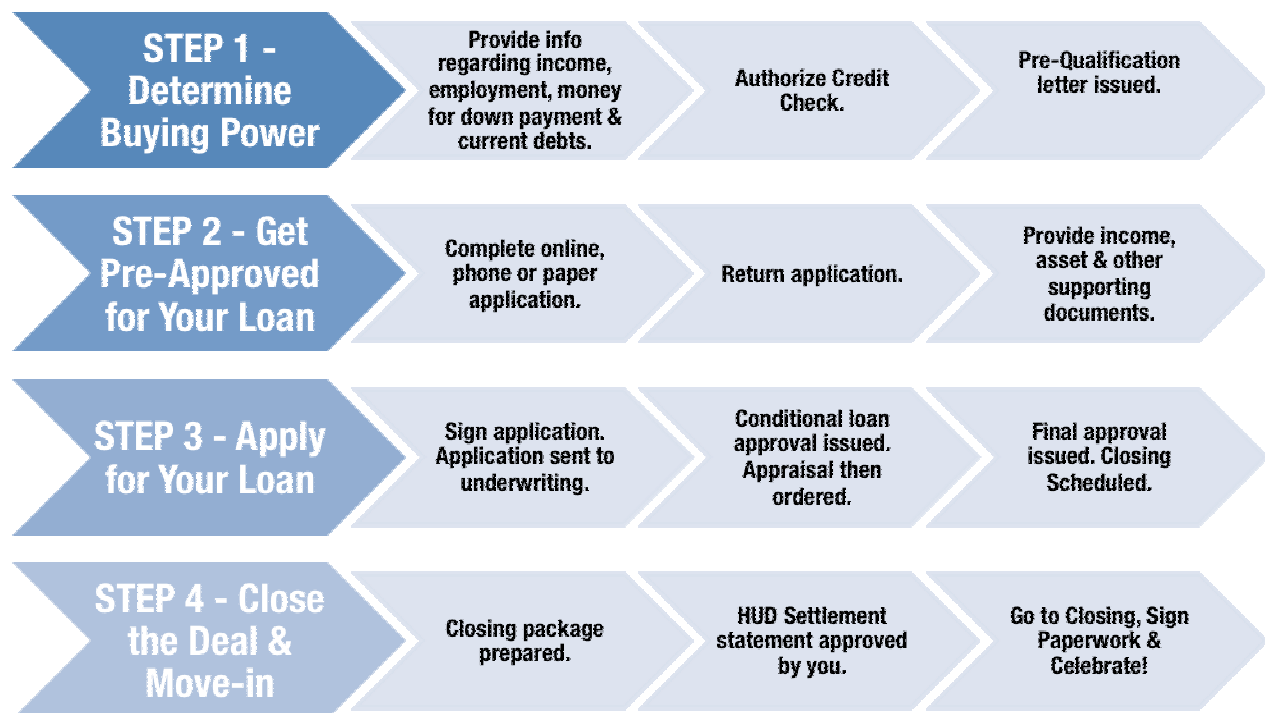 STEP 1 -
Determine
Buying Power
Provide info
regarding income,
employment, money
for down payment &
current debts.
Authorize Credit
Check.
Pre-Qualification
letter issued.
STEP 2 - Get
Pre-Approved
for Your Loan
Complete online,
phone or paper
application.
Return application.
Provide income,
asset & other
supporting
documents.
STEP 3 - Apply
for Your Loan
Sign application.
Application sent to
underwriting.
Conditional loan
approval issued.
Appraisal then
ordered.
Final approval
issued. Closing
Scheduled.
STEP 4 - Close
the Deal &
Move-in
Closing package
prepared.
HUD Settlement
statement approved
by you.
Go to Closing, Sign
Paperwork &
Celebrate!